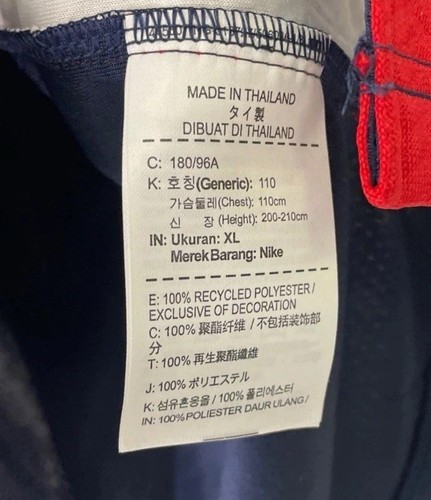 MADE IN THAILAND
タイ製
DIBUAT DI THAILAND
C: 180/96A
K: 호칭(Generic): 110
가슴둘레(Chest): 110cm
신 장(Height): 200-210cm
IN: Ukuran: XL
Merek Barang: Nike
E: 100% RECYCLED POLYESTER /
EXCLUSIVE OF DECORATION
C: 100% 聚酯纤维 / 不包括装饰部
分
T: 100% 再生聚酯纖維
J: 100% ポリエステル
K: 섬유혼용율 / 100% 폴리에스터
IN: 100% POLIESTER DAUR ULANG /